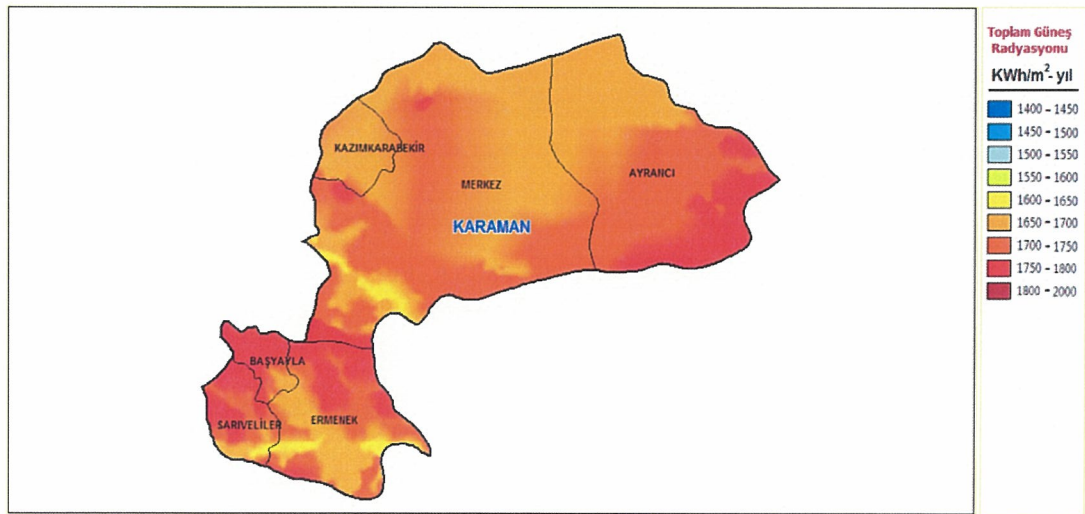 KAZIMKARABEKİR
MERKEZ
AYRANCI
KARAMAN
BAŞYAYLA
SARIVELİLER
ERMENEK
Toplam Güneş
Radyasyonu
KWh/m²- yıl
1400 - 1450
1450 - 1500
1500 - 1550
1550 - 1600
1600 - 1650
1650 - 1700
1700 - 1750
1750 - 1800
1800 - 2000